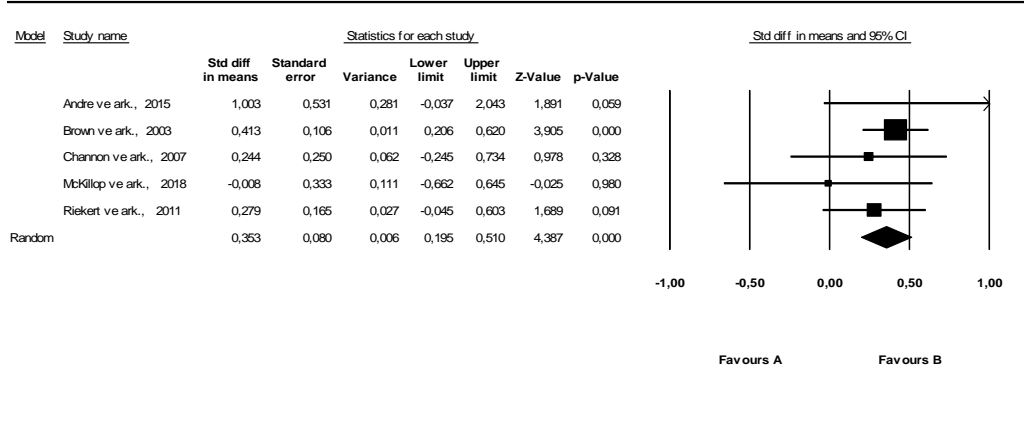 Model Study name Statistics for each study Std diff in means and 95% CI
Std diff Standard Lower Upper
in means error Variance limit limit Z-Value p-Value
Andre ve ark., 2015 1,003 0,531 0,281 -0,037 2,043 1,891 0,059
Brown ve ark., 2003 0,413 0,106 0,011 0,206 0,620 3,905 0,000
Channon ve ark., 2007 0,244 0,250 0,062 -0,245 0,734 0,978 0,328
McKillop ve ark., 2018 -0,008 0,333 0,111 -0,662 0,645 -0,025 0,980
Riekert ve ark., 2011 0,279 0,165 0,027 -0,045 0,603 1,689 0,091
Random 0,353 0,080 0,006 0,195 0,510 4,387 0,000
-1,00 -0,50 0,00 0,50 1,00
Favours A Favours B